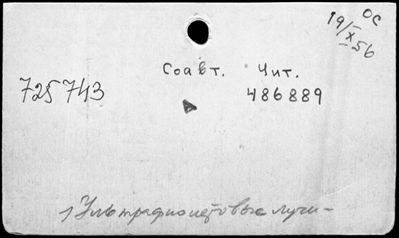 ОС
19/X 56
Соавт. Чит.
725743
486889
1) Ультрафиолетовые лучи -